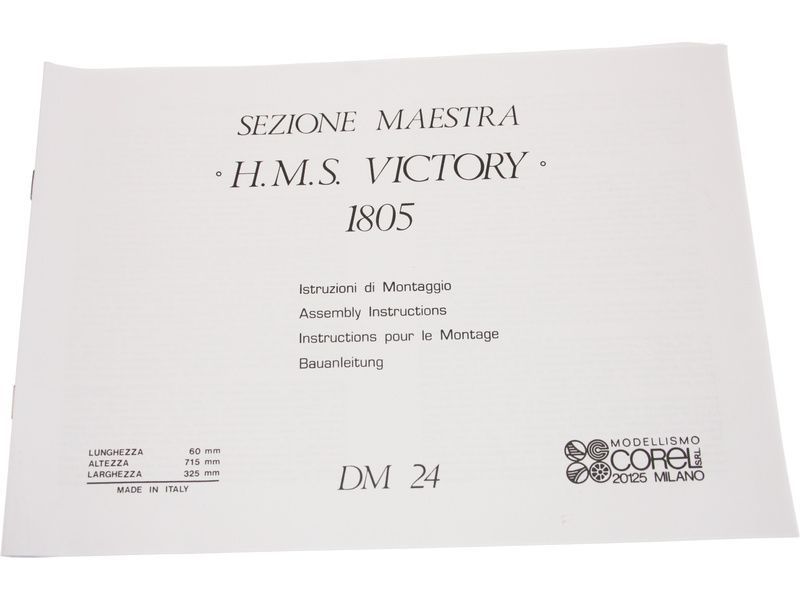 SEZIONE MAESTRA
° H.M.S. VICTORY °
1805
Istruzioni di Montaggio
Assembly Instructions
Instructions pour le Montage
Bauanleitung
LUNGHEZZA 60 mm
ALTEZZA 715 mm
LARGHEZZA 325 mm
MADE IN ITALY
DM 24
MODELLISMO
COREL S.R.L.
20125 MILANO